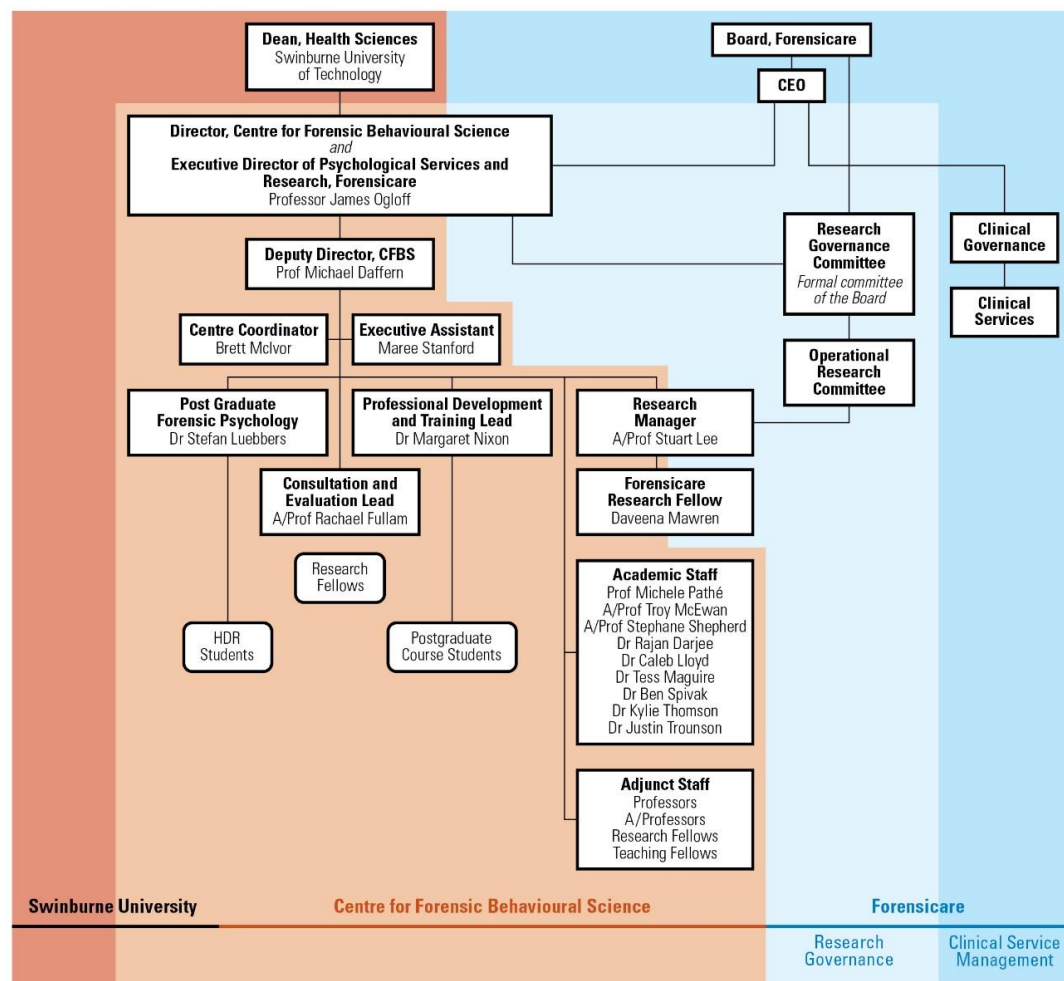 Dean, Health Sciences
Swinburne University
of Technology
Board, Forensicare
CEO
Director, Centre for Forensic Behavioural Science
and
Executive Director of Psychological Services and
Research, Forensicare
Professor James Ogloff
Deputy Director, CFBS
Prof Michael Daffern
Research
Governance
Committee
Formal committee
of the Board
Clinical
Governance
Clinical
Services
Centre Coordinator
Brett McIvor
Executive Assistant
Maree Stanford
Operational
Research
Committee
Post Graduate
Forensic Psychology
Dr Stefan Luebbers
Professional Development
and Training Lead
Dr Margaret Nixon
Research
Manager
A/Prof Stuart Lee
Consultation and
Evaluation Lead
A/Prof Rachael Fullam
Forensicare
Research Fellow
Daveena Mawren
Research
Fellows
HDR
Students
Postgraduate
Course Students
Academic Staff
Prof Michele Pathé
A/Prof Troy McEwan
A/Prof Stephane Shepherd
Dr Rajan Darjee
Dr Caleb Lloyd
Dr Tess Maguire
Dr Ben Spivak
Dr Kylie Thomson
Dr Justin Trounson
Adjunct Staff
Professors
A/Professors
Research Fellows
Teaching Fellows
Swinburne University
Centre for Forensic Behavioural Science
Forensicare
Research
Governance
Clinical Service
Management